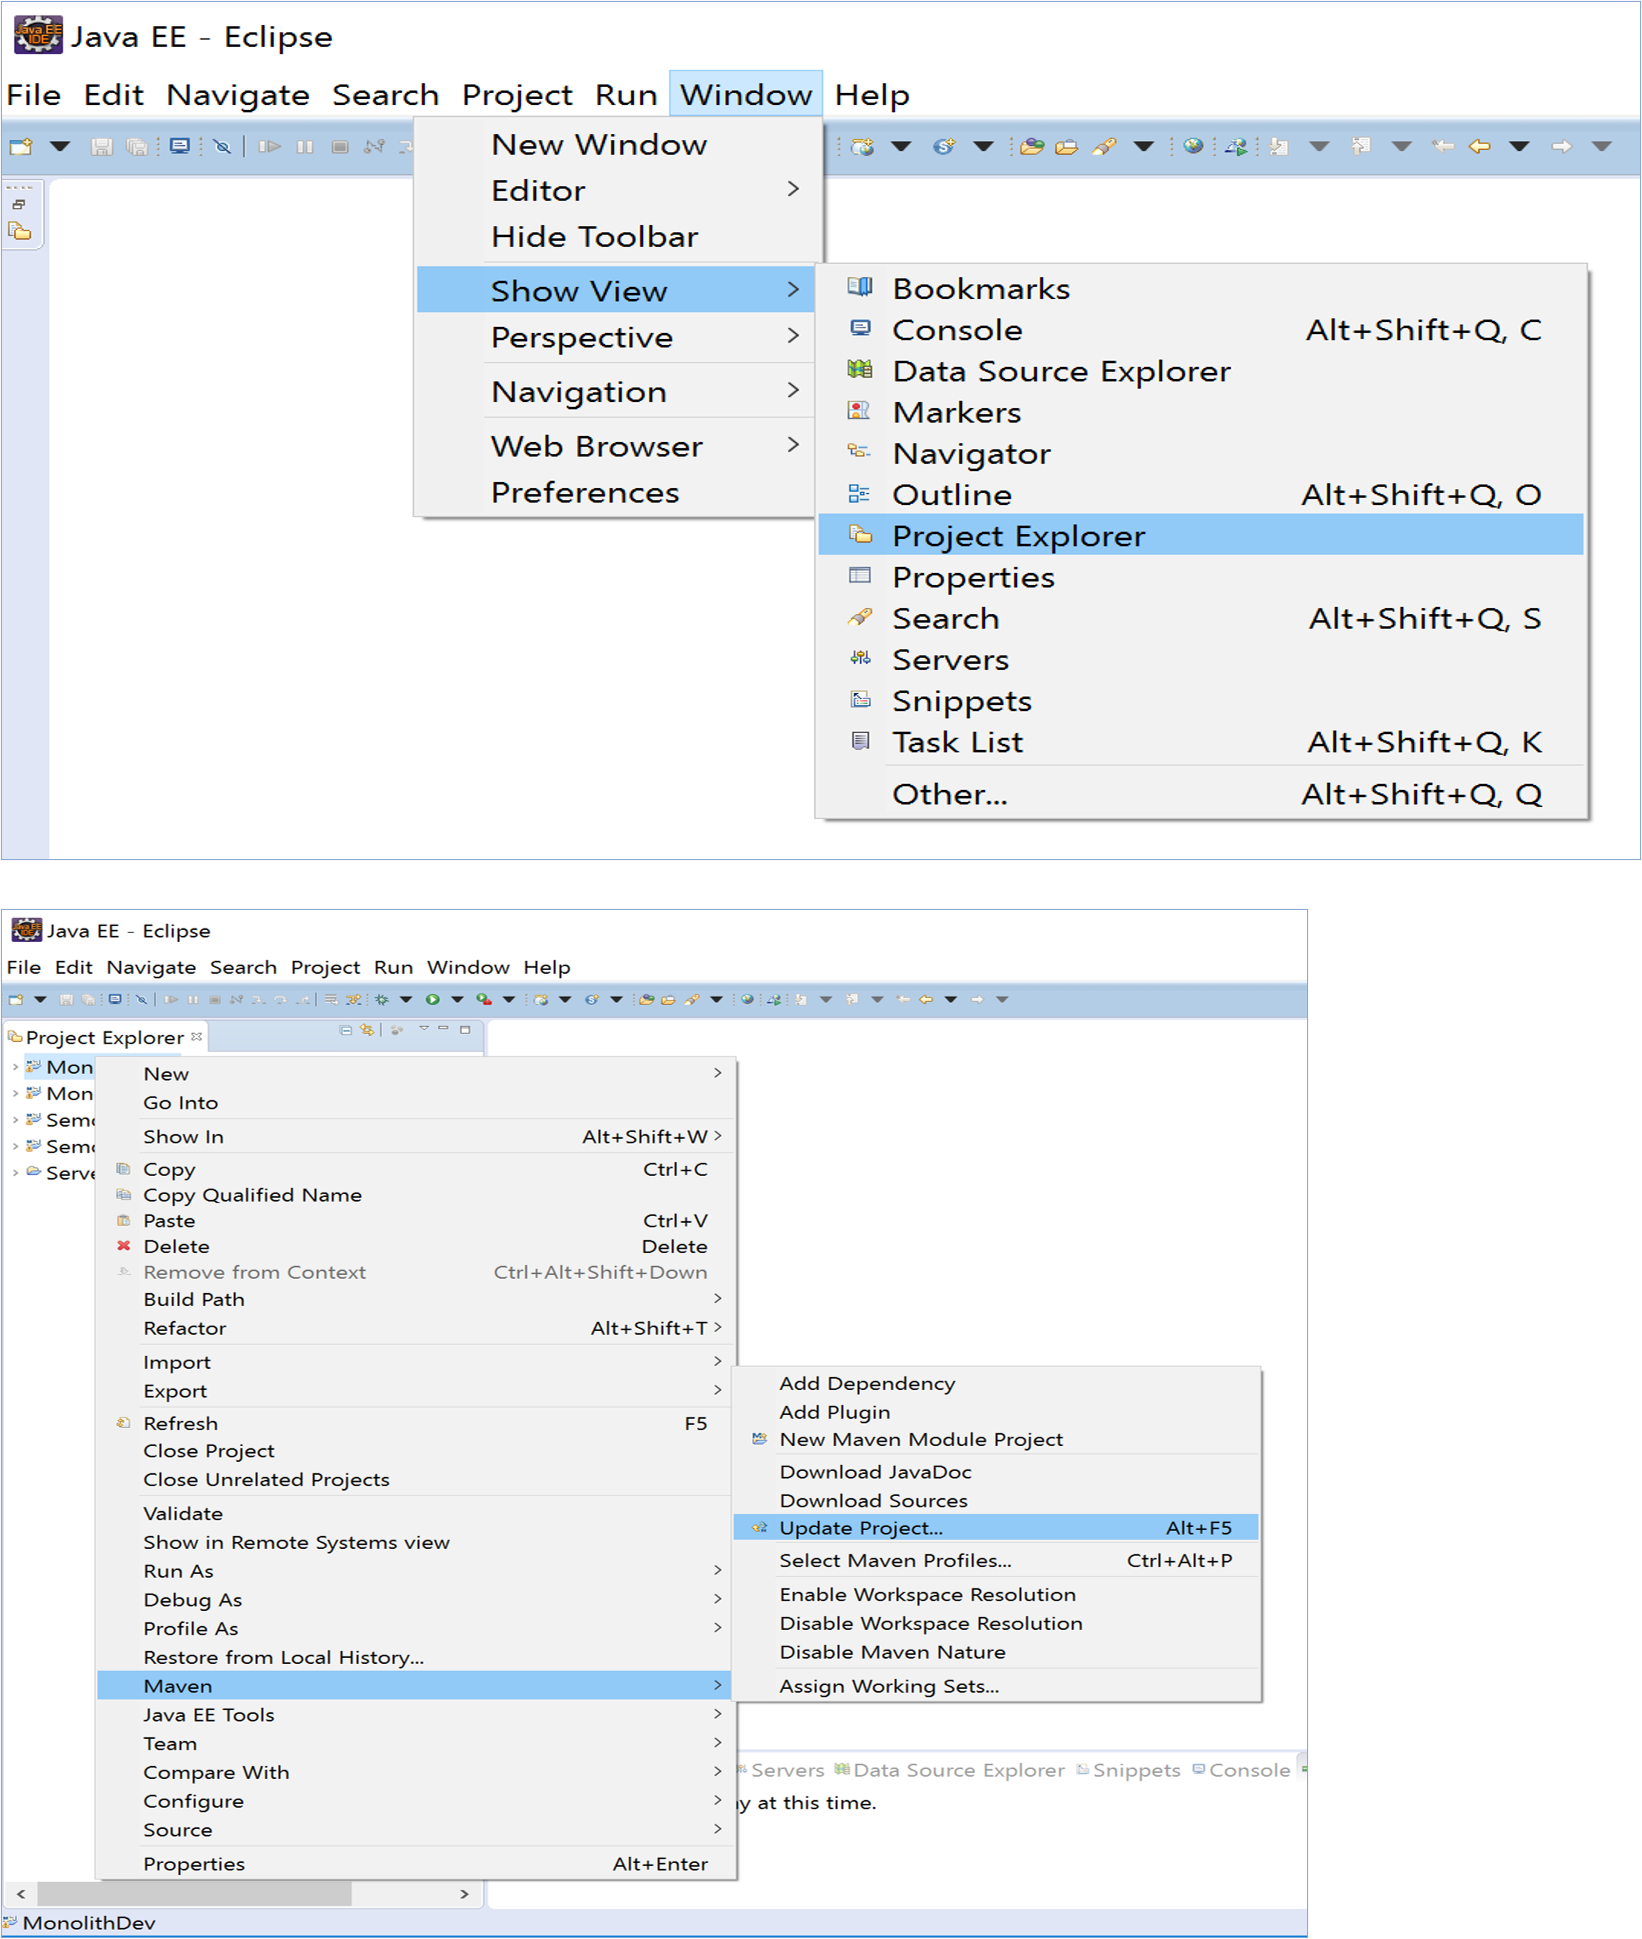 Java EE - Eclipse
File Edit Navigate Search Project Run Window Help
New Window
Editor
Hide Toolbar
Show View
Perspective
Navigation
Web Browser
Preferences
Bookmarks
Console Alt+Shift+Q, C
Data Source Explorer
Markers
Navigator
Outline Alt+Shift+Q, O
Project Explorer
Properties
Search Alt+Shift+Q, S
Servers
Snippets
Task List Alt+Shift+Q, K
Other... Alt+Shift+Q, Q
Java EE - Eclipse
File Edit Navigate Search Project Run Window Help
Project Explorer
Mon
Mon
Semo
Semo
Serve
New
Go Into
Show In Alt+Shift+W
Copy Ctrl+C
Copy Qualified Name
Paste Ctrl+V
Delete Delete
Remove from Context Ctrl+Alt+Shift+Down
Build Path
Refactor Alt+Shift+T
Import
Export
Refresh F5
Close Project
Close Unrelated Projects
Validate
Show in Remote Systems view
Run As
Debug As
Profile As
Restore from Local History...
Maven
Java EE Tools
Team
Compare With
Configure
Source
Properties Alt+Enter
Add Dependency
Add Plugin
New Maven Module Project
Download JavaDoc
Download Sources
Update Project... Alt+F5
Select Maven Profiles... Ctrl+Alt+P
Enable Workspace Resolution
Disable Workspace Resolution
Disable Maven Nature
Assign Working Sets...
Servers Data Source Explorer Snippets Console
y at this time.
MonolithDev